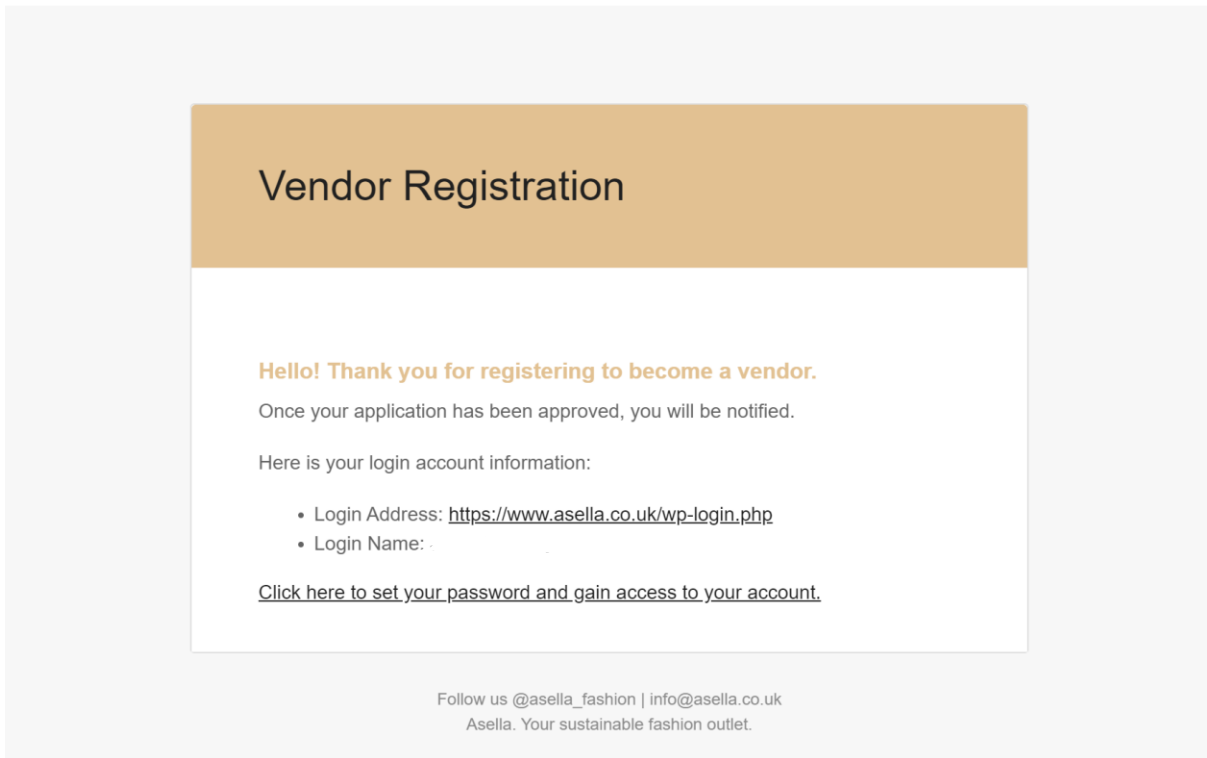 Vendor Registration
Hello! Thank you for registering to become a vendor.
Once your application has been approved, you will be notified.
Here is your login account information:
• Login Address: https://www.asella.co.uk/wp-login.php
• Login Name:
Click here to set your password and gain access to your account.
Follow us @asella_fashion | info@asella.co.uk
Asella. Your sustainable fashion outlet.